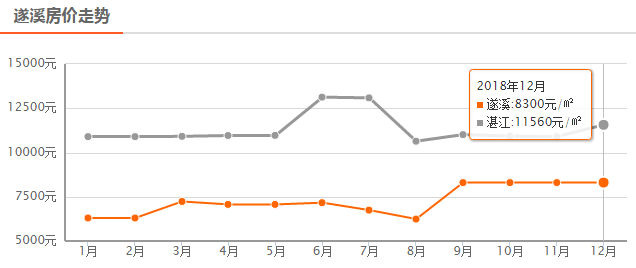 遂溪房价走势
15000元
12500元
10000元
7500元
5000元
2018年12月
遂溪:8300元/㎡
湛江:11560元/㎡
1月 2月 3月 4月 5月 6月 7月 8月 9月 10月 11月 12月